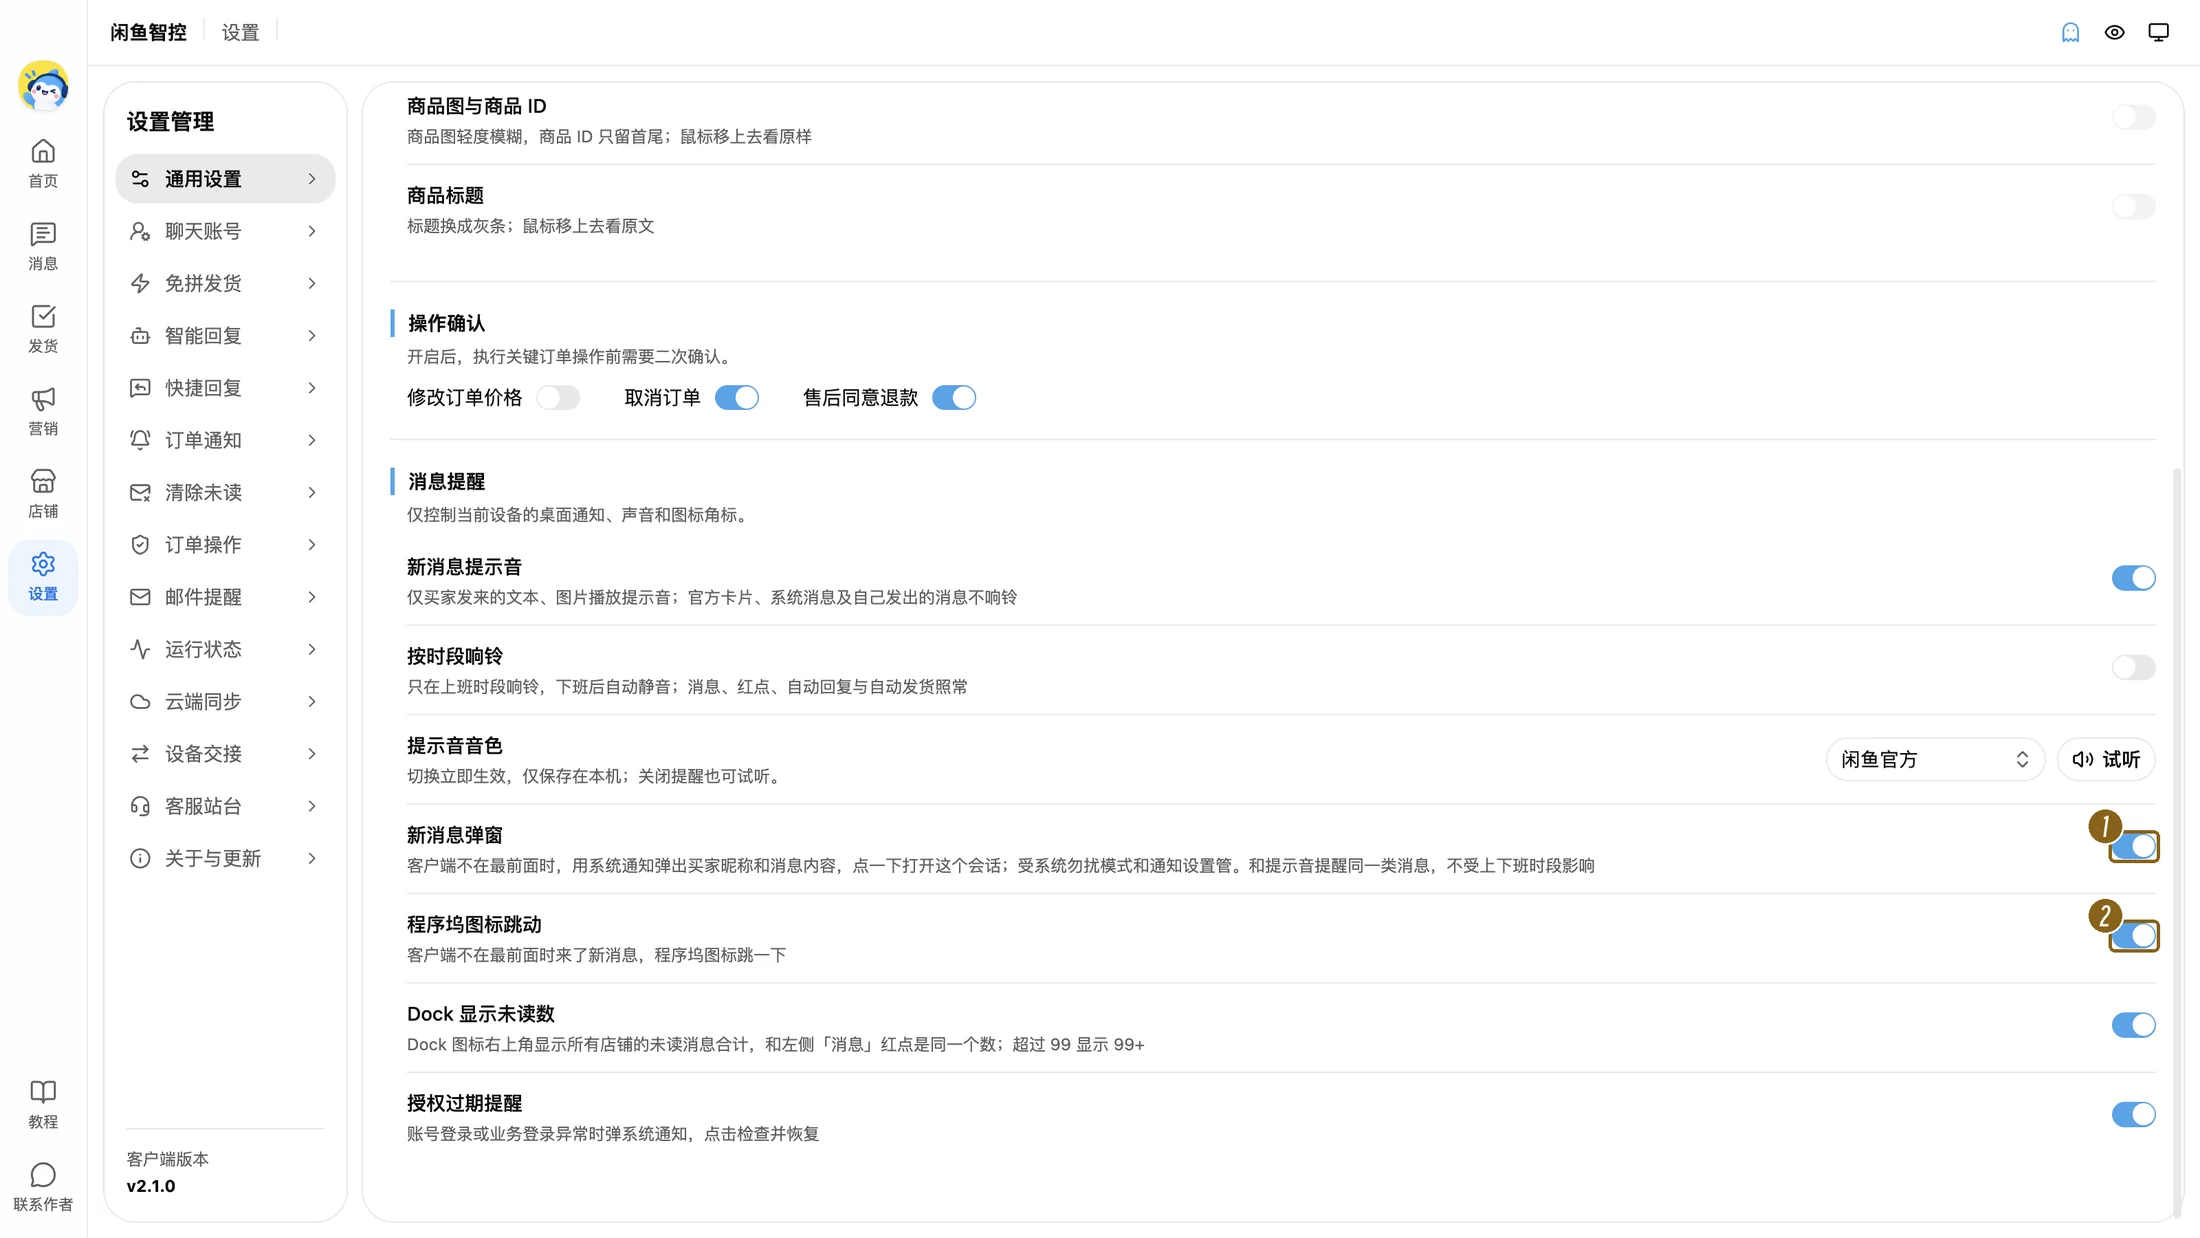 闲鱼智控
设置
首页
消息
发货
营销
店铺
设置
教程
联系作者
设置管理
通用设置
聊天账号
免拼发货
智能回复
快捷回复
订单通知
清除未读
订单操作
邮件提醒
运行状态
云端同步
设备交接
客服站台
关于与更新
客户端版本
v2.1.0
商品图与商品 ID
商品图轻度模糊，商品 ID 只留首尾；鼠标移上去看原样
商品标题
标题换成灰条；鼠标移上去看原文
操作确认
开启后，执行关键订单操作前需要二次确认。
修改订单价格 取消订单 售后同意退款
消息提醒
仅控制当前设备的桌面通知、声音和图标角标。
新消息提示音
仅买家发来的文本、图片播放提示音；官方卡片、系统消息及自己发出的消息不响铃
按时段响铃
只在上班时段响铃，下班后自动静音；消息、红点、自动回复与自动发货照常
提示音音色
切换立即生效，仅保存在本机；关闭提醒也可试听。
闲鱼官方 试听
新消息弹窗
1
客户端不在最前面时，用系统通知弹出买家昵称和消息内容，点一下打开这个会话；受系统勿扰模式和通知设置管。和提示音提醒同一类消息，不受上下班时段影响
程序坞图标跳动
2
客户端不在最前面时来了新消息，程序坞图标跳一下
Dock 显示未读数
Dock 图标右上角显示所有店铺的未读消息合计，和左侧「消息」红点是同一个数；超过 99 显示 99+
授权过期提醒
账号登录或业务登录异常时弹系统通知，点击检查并恢复